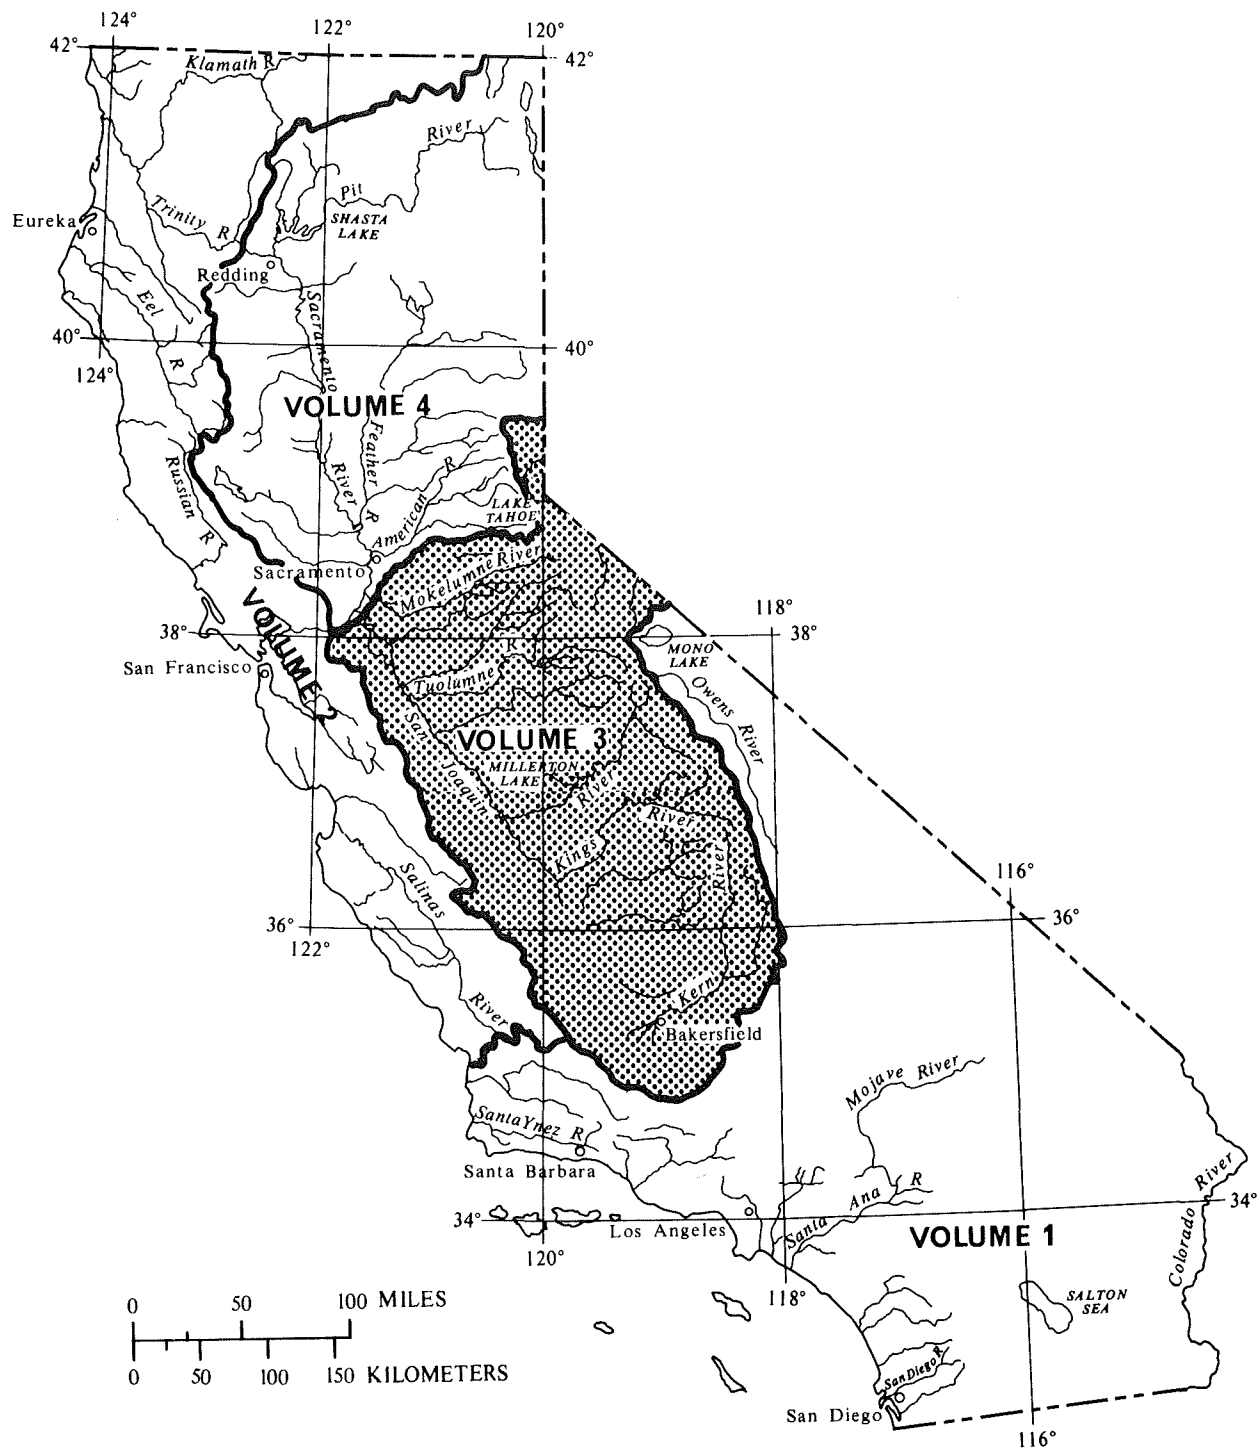 124°
122°
120°
42°
42°
Klamath R
River
Pit
Trinity R
SHASTA
LAKE
Eureka
Redding
Eel
R
Sacramento
River
40°
40°
124°
VOLUME 4
Feather
R
Russian
R
American
R
LAKE
TAHOE
Sacramento
Mokelumne River
118°
38°
38°
VOLUME
MONO
LAKE
San Francisco
Tuolumne
R
Owens River
San
Joaquin
River
VOLUME 3
MILLERTON
LAKE
Kings
River
River
Salinas
River
116°
36°
36°
122°
Kern
Bakersfield
Mojave River
Santa Ynez R
Santa Barbara
Santa Ana R
Colorado River
34°
34°
Los Angeles
VOLUME 1
120°
118°
SALTON
SEA
0 50 100 MILES
0 50 100 150 KILOMETERS
San Diego R
San Diego
116°